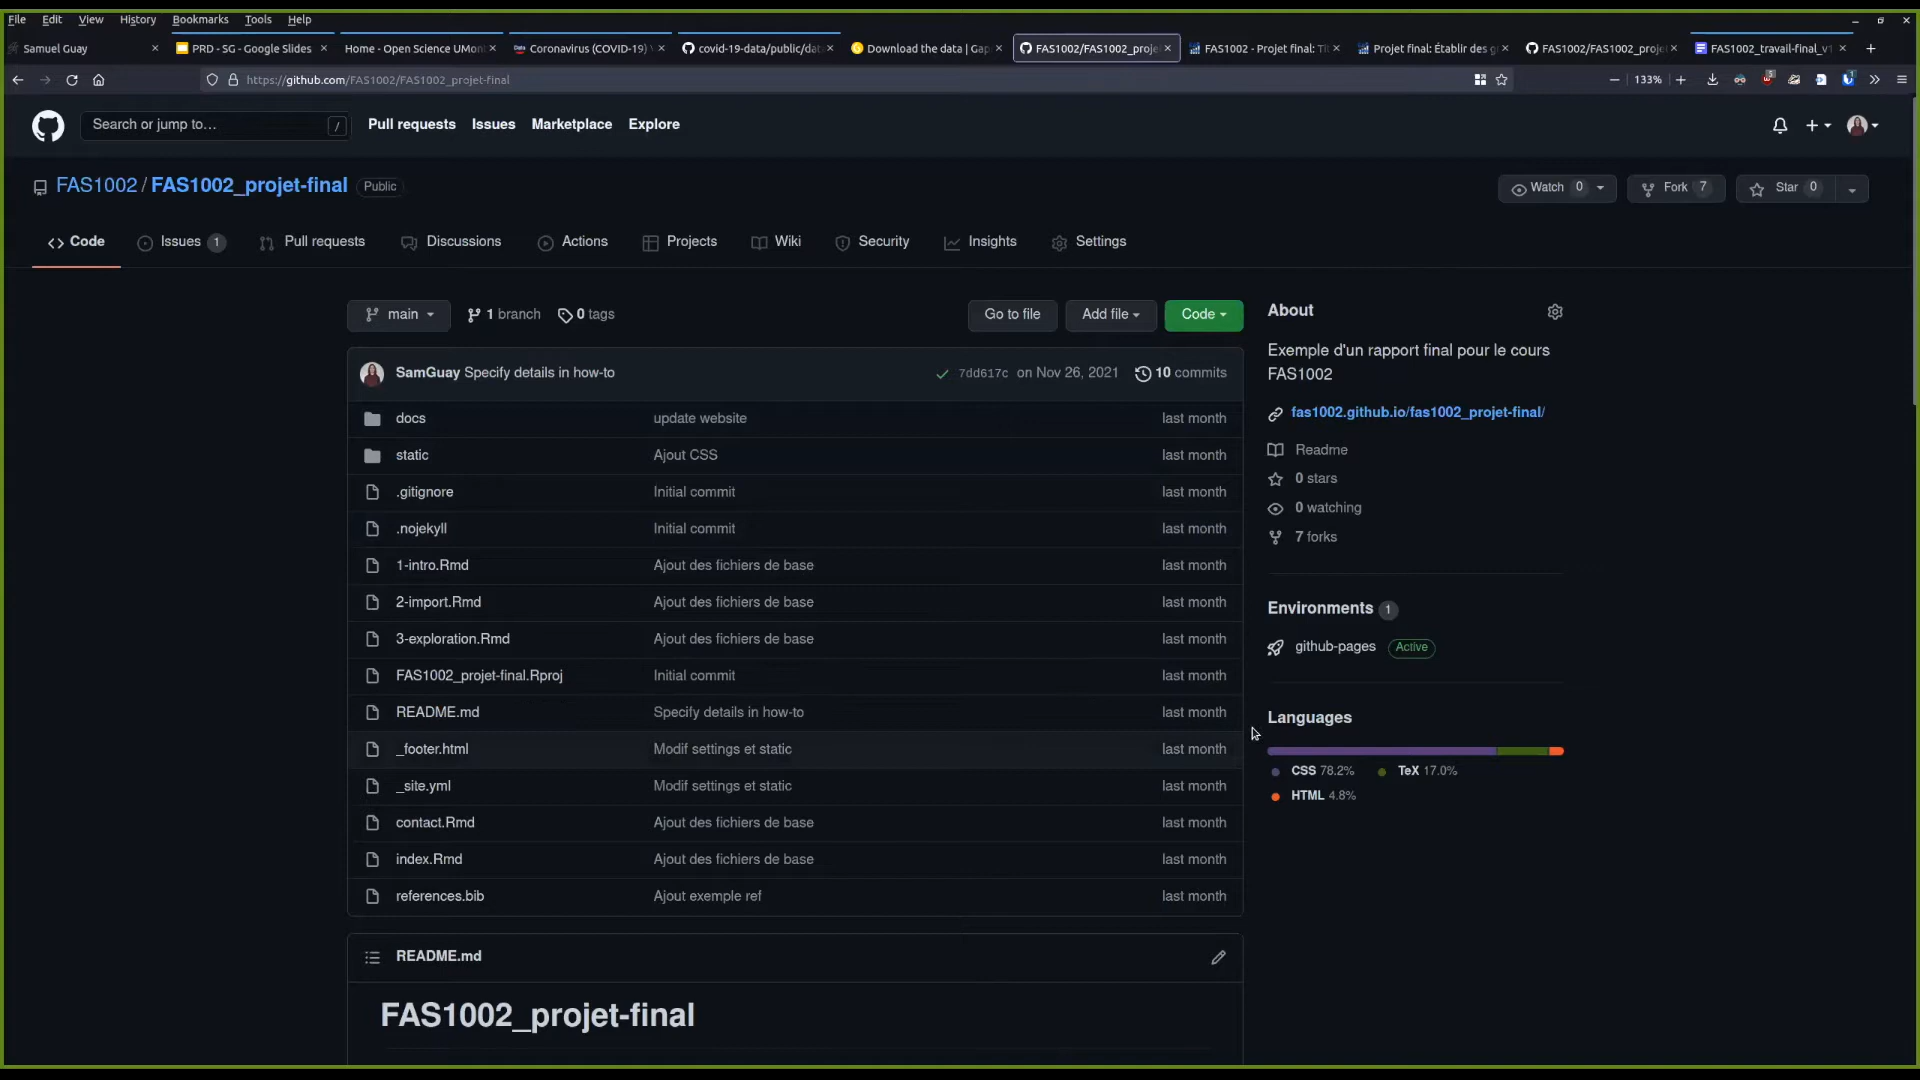 File Edit View History Bookmarks Tools Help
Samuel Guay
PRD - SG - Google Slides
Home - Open Science UMon
Coronavirus (COVID-19)
covid-19-data/public/dat
Download the data | Gap
FAS1002/FAS1002_proje
FAS1002 - Projet final: Ti
Projet final: Établir des g
FAS1002/FAS1002_proje
FAS1002_travail-final_v1
https://github.com/FAS1002/FAS1002_projet-final
133%
Search or jump to... /
Pull requests Issues Marketplace Explore
FAS1002 / FAS1002_projet-final Public
Watch 0 Fork 7 Star 0
Code Issues 1 Pull requests Discussions Actions Projects Wiki Security Insights Settings
main 1 branch 0 tags Go to file Add file Code
SamGuay Specify details in how-to 7dd617c on Nov 26, 2021 10 commits
docs update website last month
static Ajout CSS last month
.gitignore Initial commit last month
.nojekyll Initial commit last month
1-intro.Rmd Ajout des fichiers de base last month
2-import.Rmd Ajout des fichiers de base last month
3-exploration.Rmd Ajout des fichiers de base last month
FAS1002_projet-final.Rproj Initial commit last month
README.md Specify details in how-to last month
_footer.html Modif settings et static last month
_site.yml Modif settings et static last month
contact.Rmd Ajout des fichiers de base last month
index.Rmd Ajout des fichiers de base last month
references.bib Ajout exemple ref last month
README.md
FAS1002_projet-final
About
Exemple d'un rapport final pour le cours
FAS1002
fas1002.github.io/fas1002_projet-final/
Readme
0 stars
0 watching
7 forks
Environments 1
github-pages Active
Languages
CSS 78.2% TeX 17.0%
HTML 4.8%